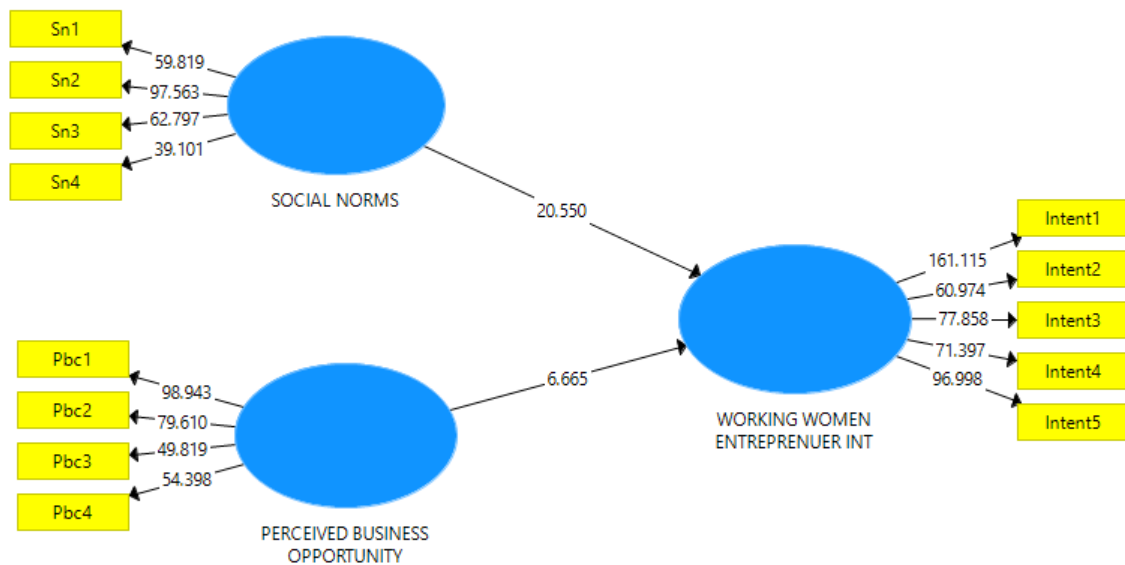 Sn1
59.819
Sn2
97.563
Sn3
62.797
39.101
Sn4
SOCIAL NORMS
20.550
Intent1
161.115
Intent2
60.974
Intent3
77.858
71.397
Intent4
96.998
Intent5
WORKING WOMEN
ENTREPRENUER INT
Pbc1
98.943
Pbc2
79.610
Pbc3
49.819
54.398
Pbc4
6.665
PERCEIVED BUSINESS
OPPORTUNITY